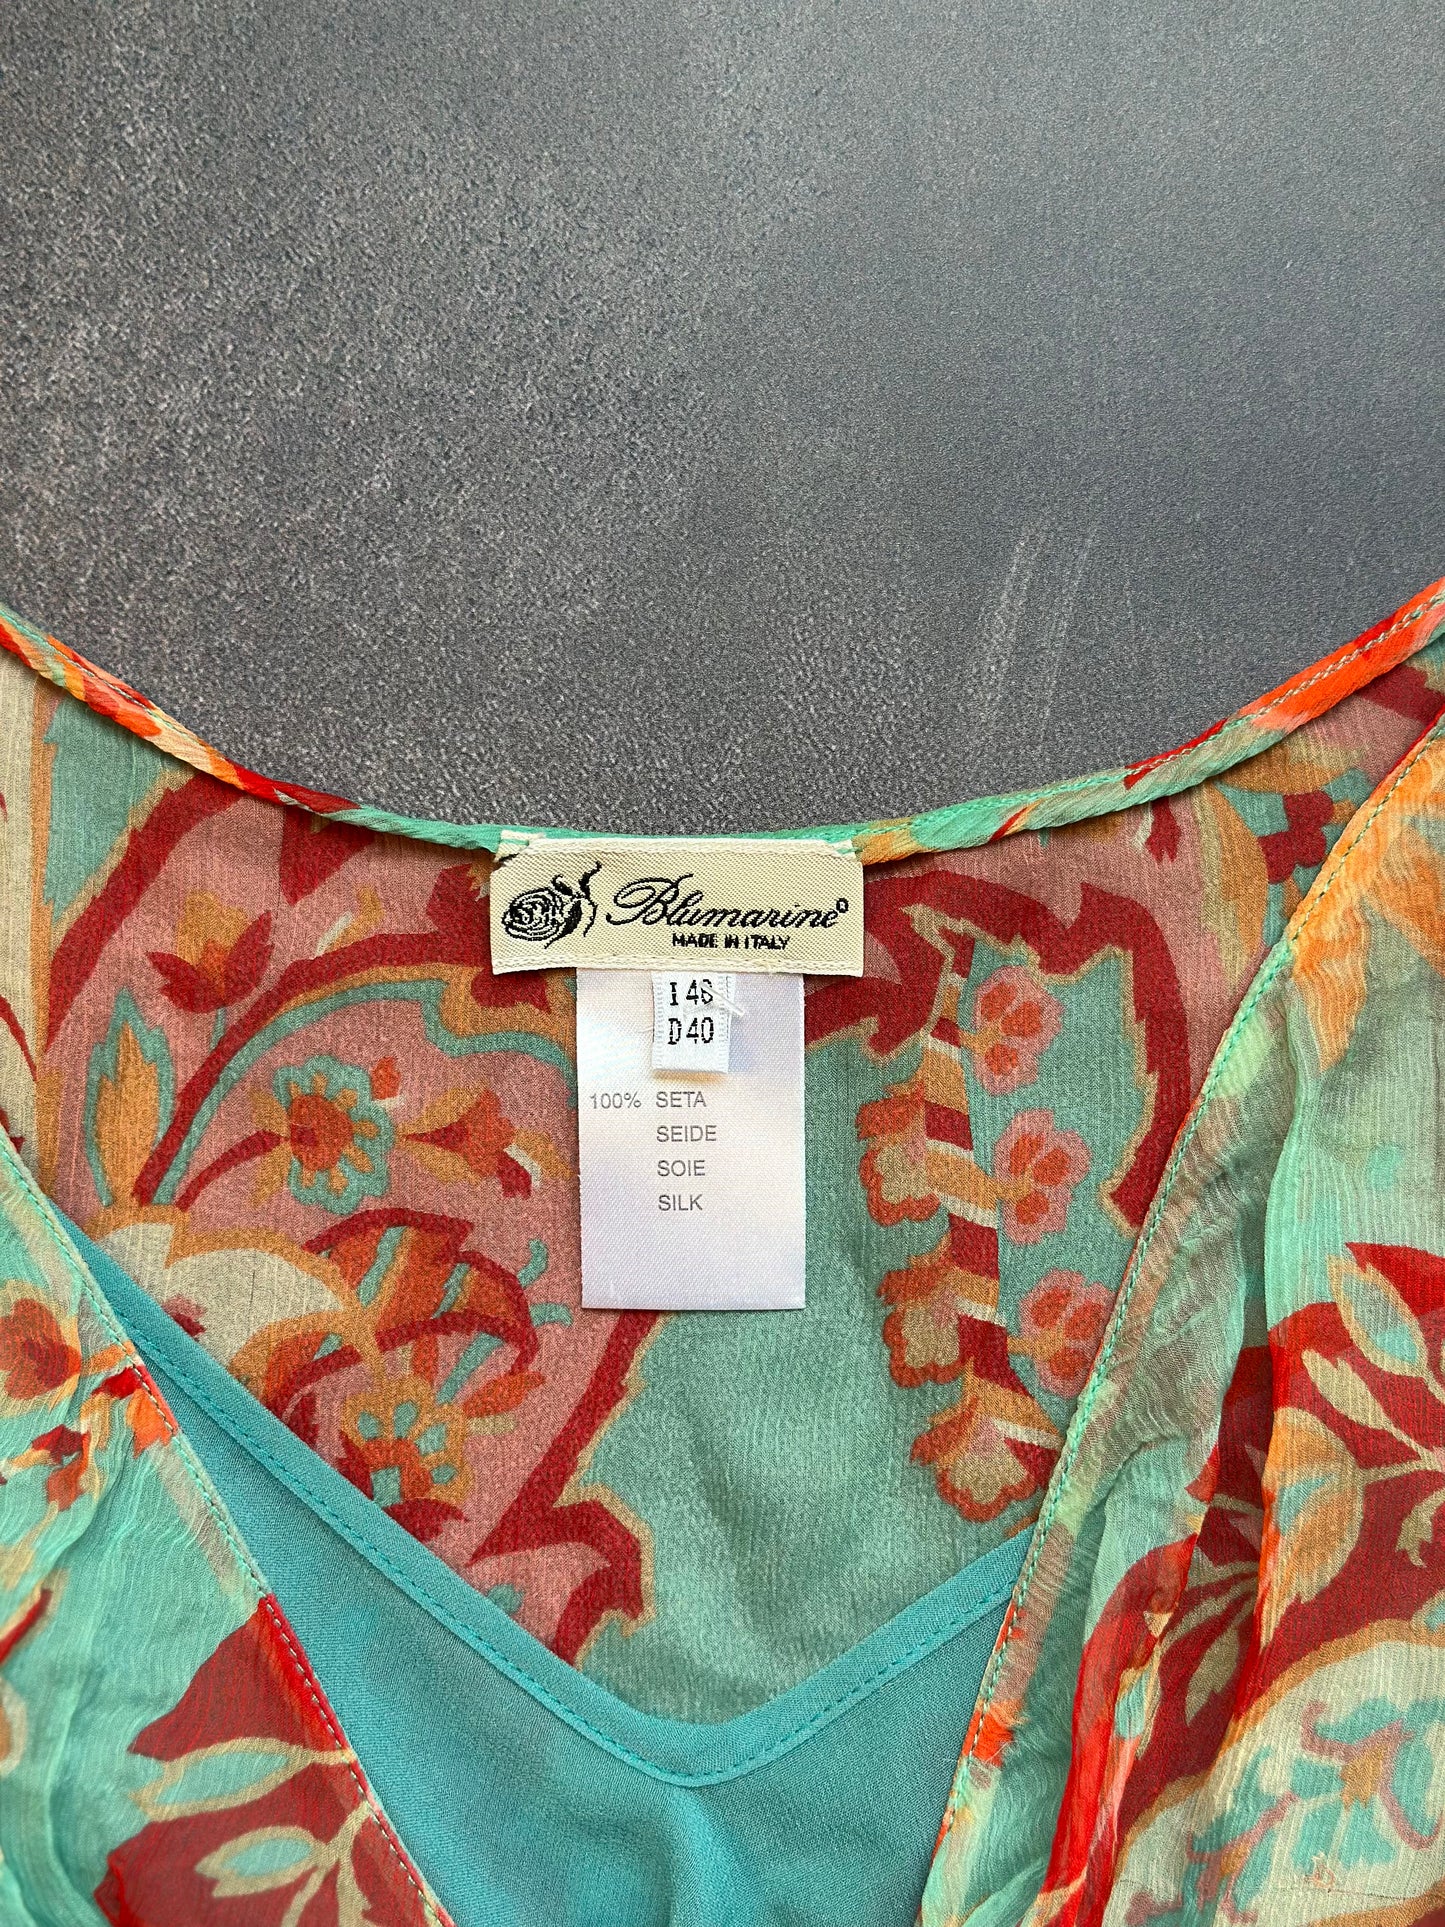 Blumarine
MADE IN ITALY
I 46
D 40
100% SETA
SEIDE
SOIE
SILK